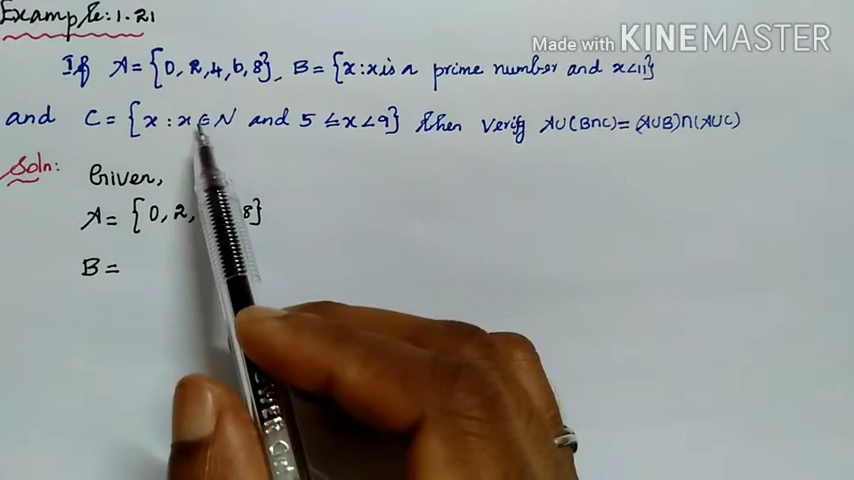 Example: 1.21
Made with KINEMASTER
If A = {0, 2, 4, 6, 8}, B = {x : x is a prime number and x < 11}
and C = {x : x ∈ N and 5 ≤ x < 9} then verify A∪(B∩C) = (A∪B)∩(A∪C)
Soln: Given,
A = {0, 2, 8}
B =